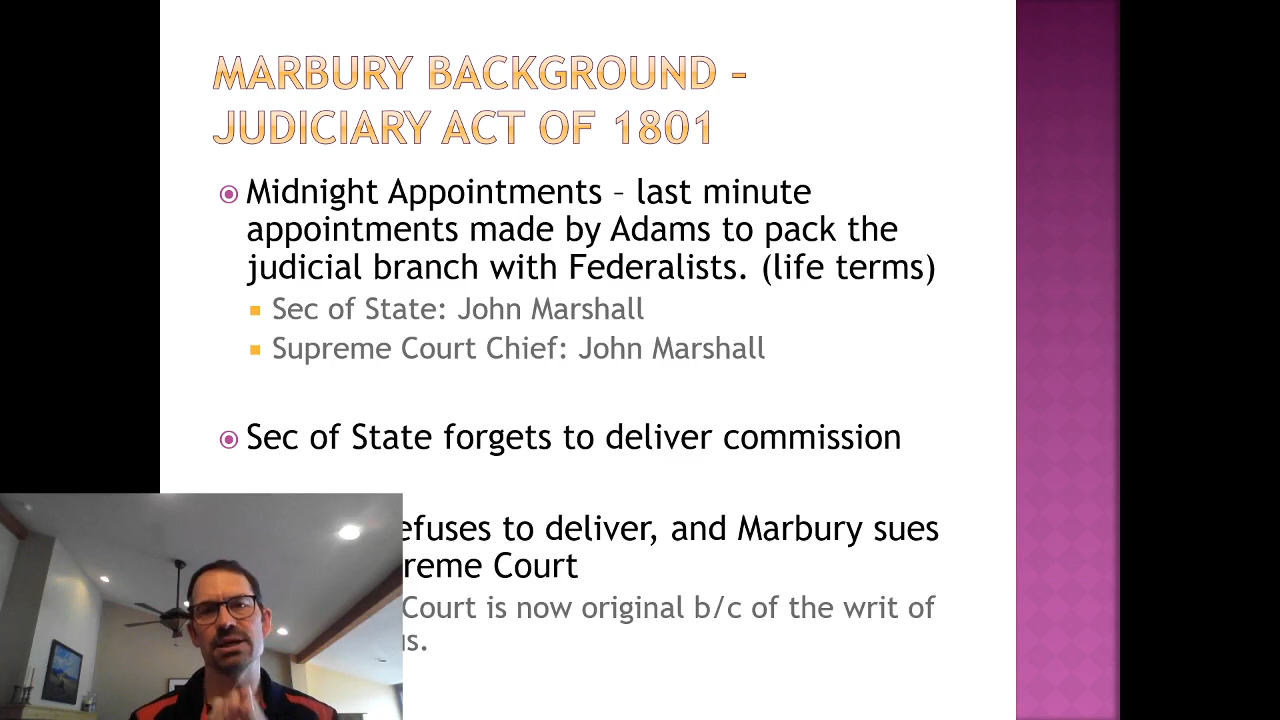 MARBURY BACKGROUND –
JUDICIARY ACT OF 1801
Midnight Appointments – last minute
appointments made by Adams to pack the
judicial branch with Federalists. (life terms)
Sec of State: John Marshall
Supreme Court Chief: John Marshall
Sec of State forgets to deliver commission
to deliver, and Marbury sues
Court
Court is now original b/c of the writ of